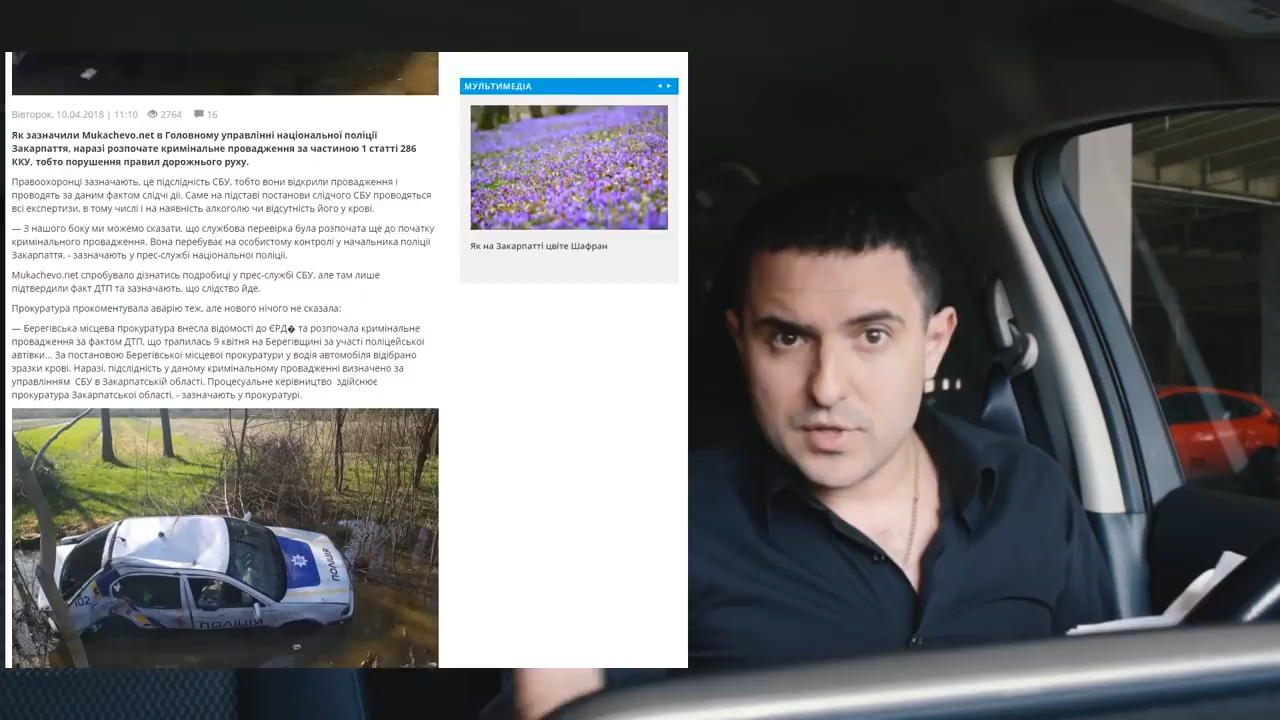 МУЛЬТИМЕДІА
Вівторок, 10.04.2018 | 11:10 2764 16
Як зазначили Mukachevo.net в Головному управлінні національної поліції
Закарпаття, наразі розпочате кримінальне провадження за частиною 1 статті 286
ККУ, тобто порушення правил дорожнього руху.
Правоохоронці зазначають, це підслідність СБУ, тобто вони відкрили провадження і
проводять за даним фактом слідчі дії. Саме на підставі постанови слідчого СБУ проводяться
всі експертизи, в тому числі і на наявність алкоголю чи відсутність його у крові.
— З нашого боку ми можемо сказати, що службова перевірка була розпочата ще до початку
кримінального провадження. Вона перебуває на особистому контролі у начальника поліції
Закарпаття, - зазначають у прес-службі національної поліції.
Як на Закарпатті цвіте Шафран
Mukachevo.net спробувало дізнатись подробиці у прес-службі СБУ, але там лише
підтвердили факт ДТП та зазначають, що слідство йде.
Прокуратура прокоментувала аварію теж, але нового нічого не сказала:
— Берегівська місцева прокуратура внесла відомості до ЄРД� та розпочала кримінальне
провадження за фактом ДТП, що трапилась 9 квітня на Берегівщині за участі поліцейської
автівки... За постановою Берегівської місцевої прокуратури у водія автомобіля відібрано
зразки крові. Наразі, підслідність у даному кримінальному провадженні визначено за
управлінням СБУ в Закарпатській області. Процесуальне керівництво здійснює
прокуратура Закарпатської області, - зазначають у прокуратурі.
ПОЛІЦІЯ
102
ПОЛІЦІЯ